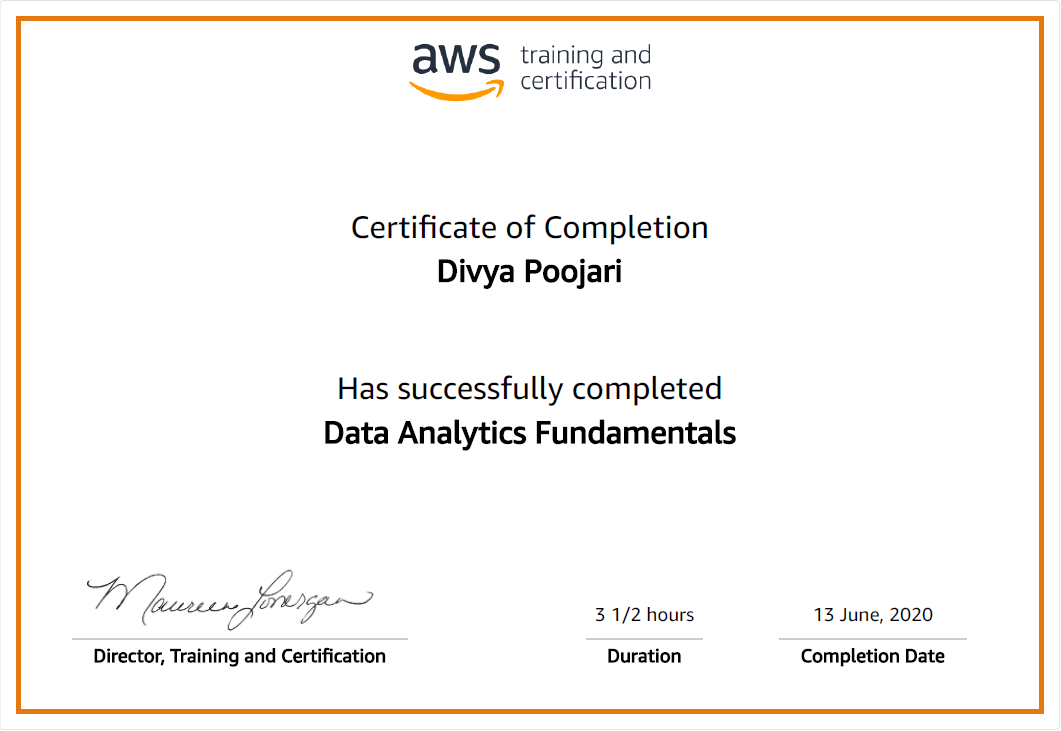 aws training and
certification
Certificate of Completion
Divya Poojari
Has successfully completed
Data Analytics Fundamentals
Maureen Lonergan
3 1/2 hours
13 June, 2020
Director, Training and Certification
Duration
Completion Date